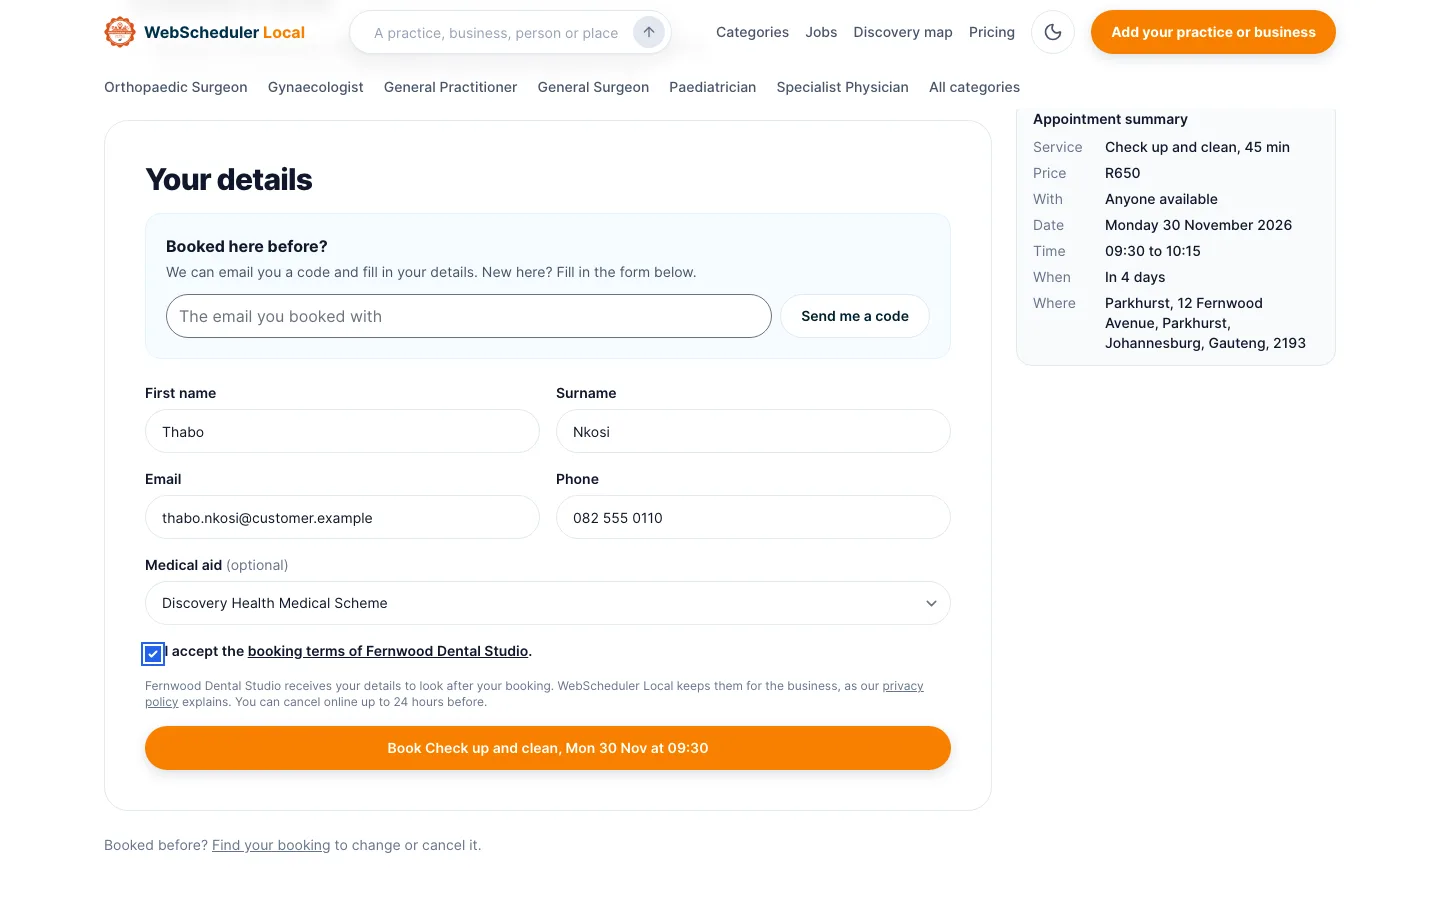 WebScheduler Local
A practice, business, person or place
Categories
Jobs
Discovery map
Pricing
Add your practice or business
Orthopaedic Surgeon
Gynaecologist
General Practitioner
General Surgeon
Paediatrician
Specialist Physician
All categories
Your details
Booked here before?
We can email you a code and fill in your details. New here? Fill in the form below.
The email you booked with
Send me a code
First name
Thabo
Surname
Nkosi
Email
thabo.nkosi@customer.example
Phone
082 555 0110
Medical aid (optional)
Discovery Health Medical Scheme
I accept the booking terms of Fernwood Dental Studio.
Fernwood Dental Studio receives your details to look after your booking. WebScheduler Local keeps them for the business, as our privacy
policy explains. You can cancel online up to 24 hours before.
Book Check up and clean, Mon 30 Nov at 09:30
Booked before? Find your booking to change or cancel it.
Appointment summary
Service Check up and clean, 45 min
Price R650
With Anyone available
Date Monday 30 November 2026
Time 09:30 to 10:15
When In 4 days
Where Parkhurst, 12 Fernwood
Avenue, Parkhurst,
Johannesburg, Gauteng, 2193